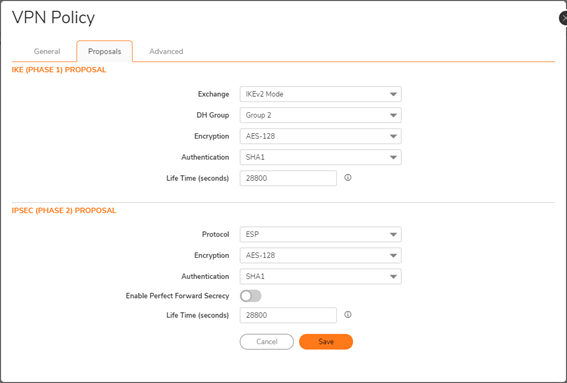 VPN Policy
General Proposals Advanced
IKE (PHASE 1) PROPOSAL
Exchange IKEv2 Mode
DH Group Group 2
Encryption AES-128
Authentication SHA1
Life Time (seconds) 28800
IPSEC (PHASE 2) PROPOSAL
Protocol ESP
Encryption AES-128
Authentication SHA1
Enable Perfect Forward Secrecy
Life Time (seconds) 28800
Cancel Save